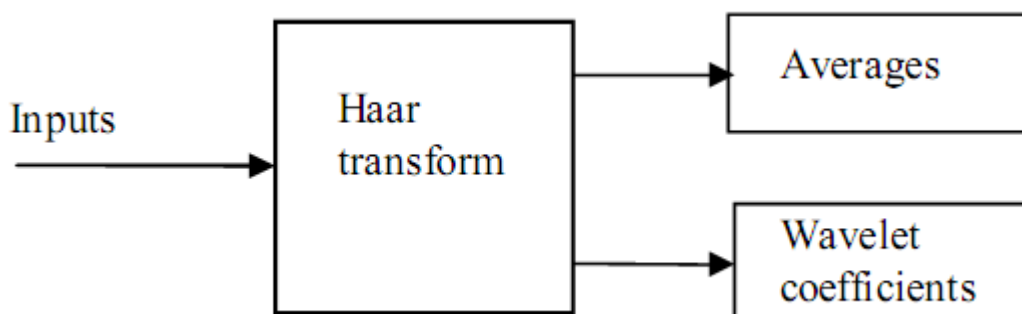 Inputs
Haar
transform
Averages
Wavelet
coefficients